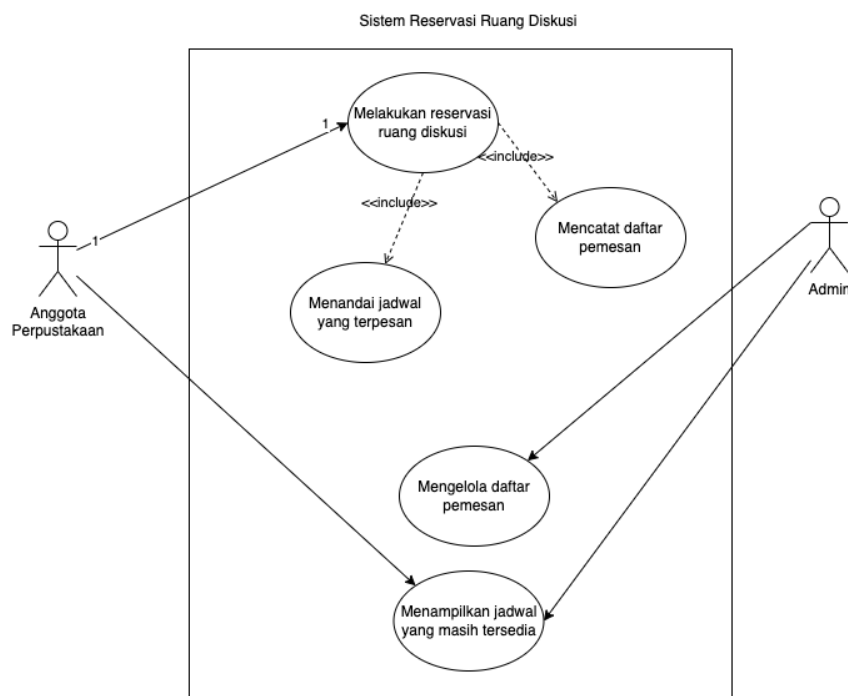 Sistem Reservasi Ruang Diskusi
Melakukan reservasi
ruang diskusi
1
<<include>>
<<include>>
1
Mencatat daftar
pemesan
Menandai jadwal
yang terpesan
Anggota
Perpustakaan
Admin
Mengelola daftar
pemesan
Menampilkan jadwal
yang masih tersedia